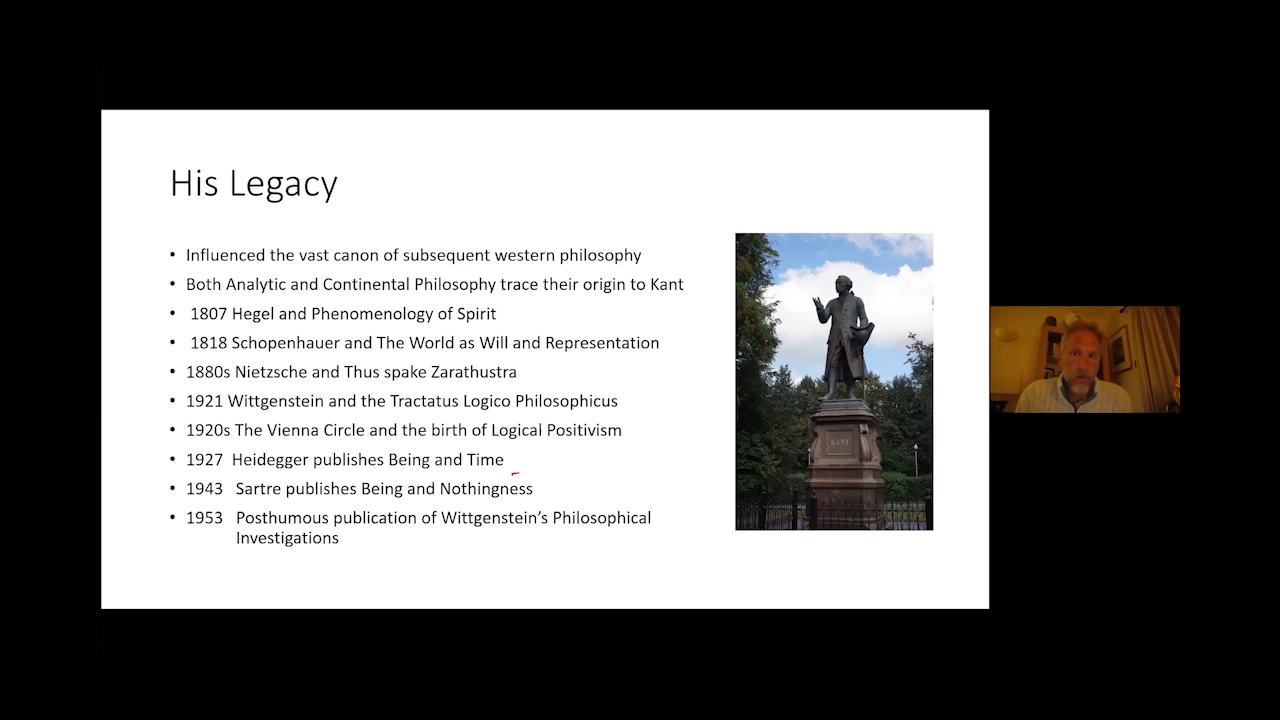 His Legacy
• Influenced the vast canon of subsequent western philosophy
• Both Analytic and Continental Philosophy trace their origin to Kant
• 1807 Hegel and Phenomenology of Spirit
• 1818 Schopenhauer and The World as Will and Representation
• 1880s Nietzsche and Thus spake Zarathustra
• 1921 Wittgenstein and the Tractatus Logico Philosophicus
• 1920s The Vienna Circle and the birth of Logical Positivism
• 1927 Heidegger publishes Being and Time
• 1943 Sartre publishes Being and Nothingness
• 1953 Posthumous publication of Wittgenstein’s Philosophical
Investigations
KANT